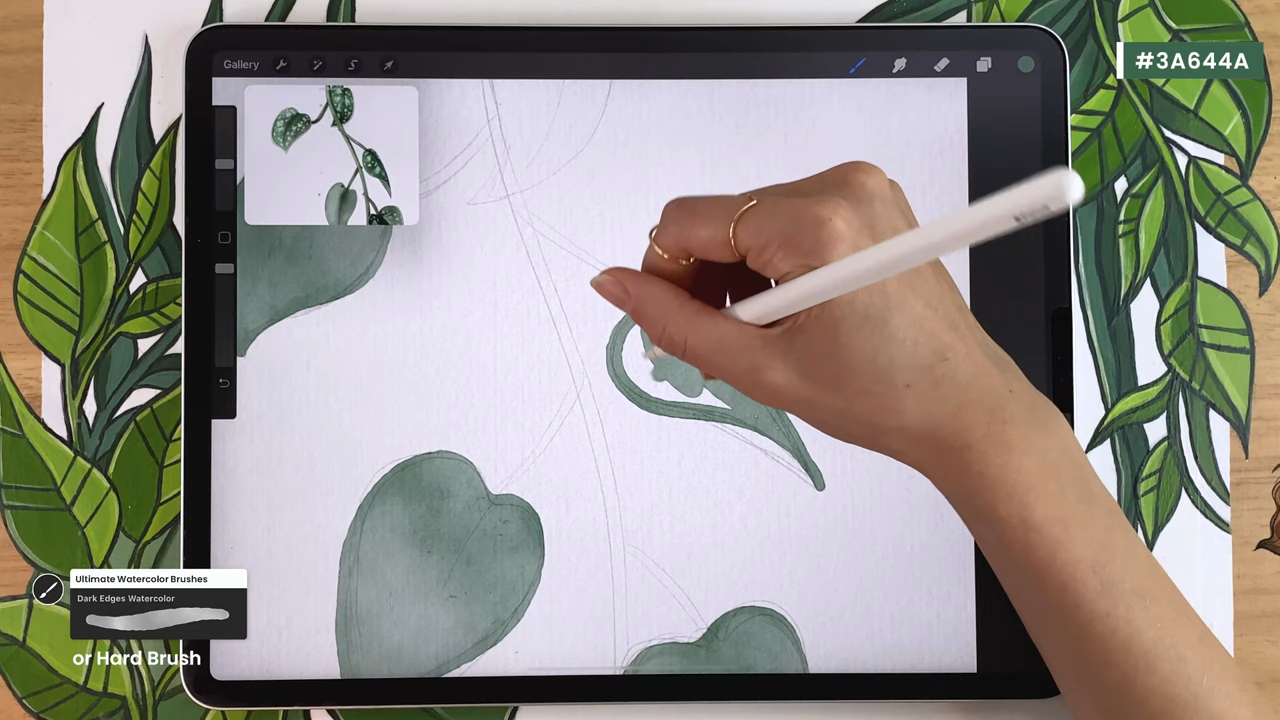 Gallery
#3A644A
Ultimate Watercolor Brushes
Dark Edges Watercolor
or Hard Brush